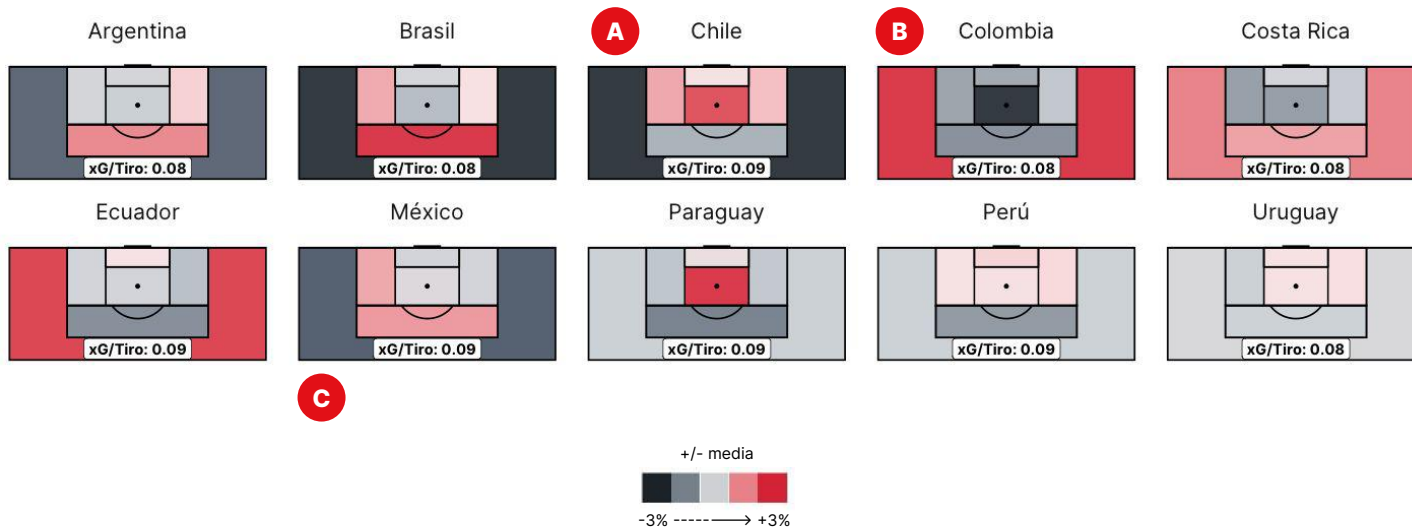 Argentina
Brasil
A
Chile
B
Colombia
Costa Rica
xG/Tiro: 0.08
xG/Tiro: 0.08
xG/Tiro: 0.09
xG/Tiro: 0.08
xG/Tiro: 0.08
Ecuador
México
Paraguay
Perú
Uruguay
xG/Tiro: 0.09
xG/Tiro: 0.09
xG/Tiro: 0.09
xG/Tiro: 0.09
xG/Tiro: 0.08
C
+/- media
-3% ------> +3%